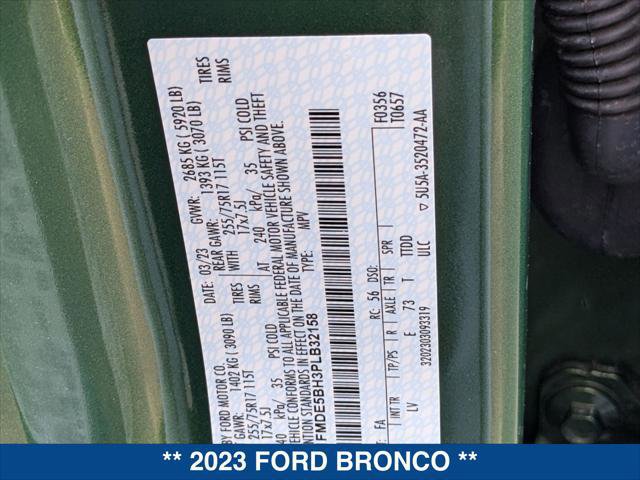 BY FORD MOTOR CO. DATE: 03/23 GVWR: 2685 KG ( 5920 LB)
GAWR: 1402 KG ( 3090 LB) REAR GAWR: 1393 KG ( 3070 LB)
255/75R17 115T TIRES WITH 255/75R17 115T TIRES
17x7.5J RIMS 17x7.5J RIMS
kPa/ 35 PSI COLD AT 240 kPa/ 35 PSI COLD
VEHICLE CONFORMS TO ALL APPLICABLE FEDERAL MOTOR VEHICLE SAFETY AND THEFT
STANDARDS IN EFFECT ON THE DATE OF MANUFACTURE SHOWN ABOVE.
FMDE5BH3PLB32158 TYPE: MPV
F0356
T0657
RC: 56 DSO:
FA
INT TR TP/PS R AXLE TR SPR
E 73 T TTDD
ULC
3202303093319
▽ 5U5A-3520472-AA
** 2023 FORD BRONCO **